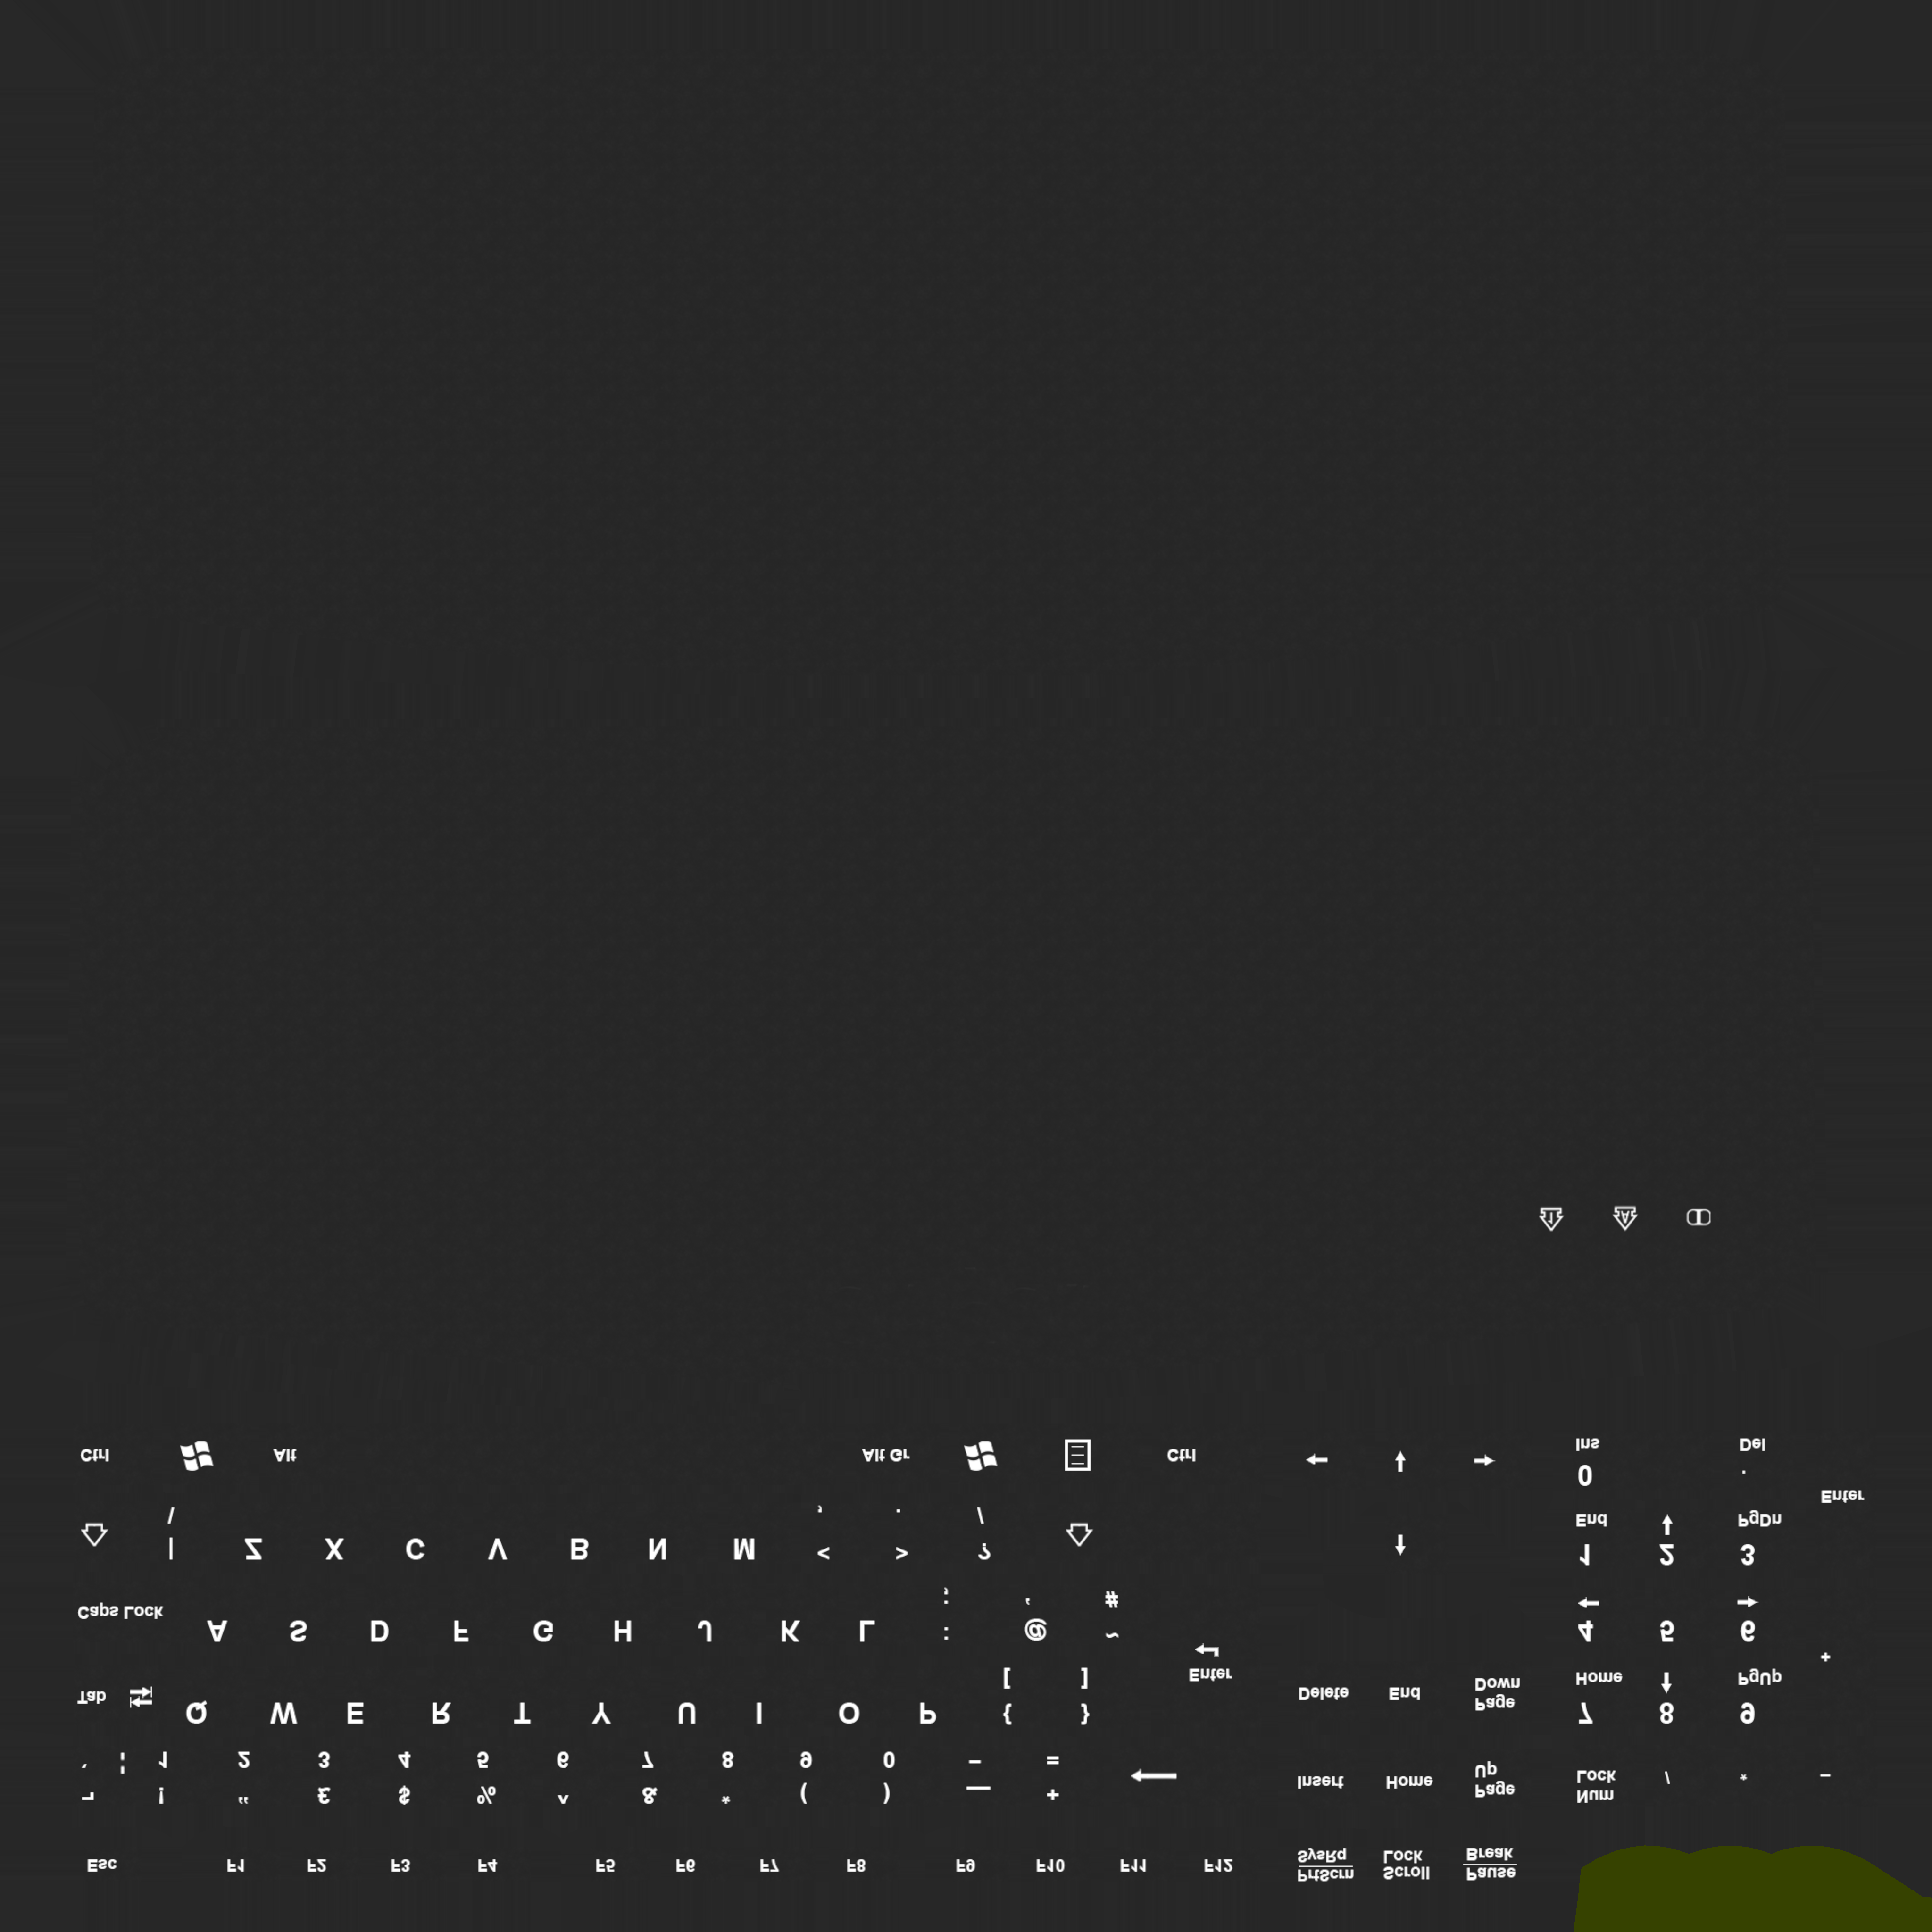 Esc F1 F2 F3 F4 F5 F6 F7 F8 F9 F10 F11 F12
PrtScrn
SysRq
Scroll
Lock
Pause
Break
¬ ! “ £ $ % ^ & * ( ) _ +
` ¦ 1 2 3 4 5 6 7 8 9 0 - =
Insert Home
Page
Up
Num
Lock
/ * -
Tab Q W E R T Y U I O P { }
[ ]
Enter
Delete End
Page
Down
7 8 9
Home PgUp
+
Caps Lock A S D F G H J K L : @ ~
; ' #
4 5 6
| Z X C V B N M < > ?
\ , . /
1 2 3
End PgDn
Enter
Ctrl Alt Alt Gr Ctrl
0 .
Ins Del
1 A